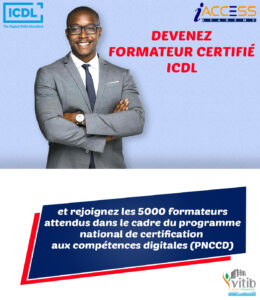 ICDL
The Digital Skills Standard
iACCESS
ACADEMY
DEVENEZ
FORMATEUR CERTIFIÉ
ICDL
et rejoignez les 5000 formateurs
attendus dans le cadre du programme
national de certification
aux compétences digitales (PNCCD)
vitib